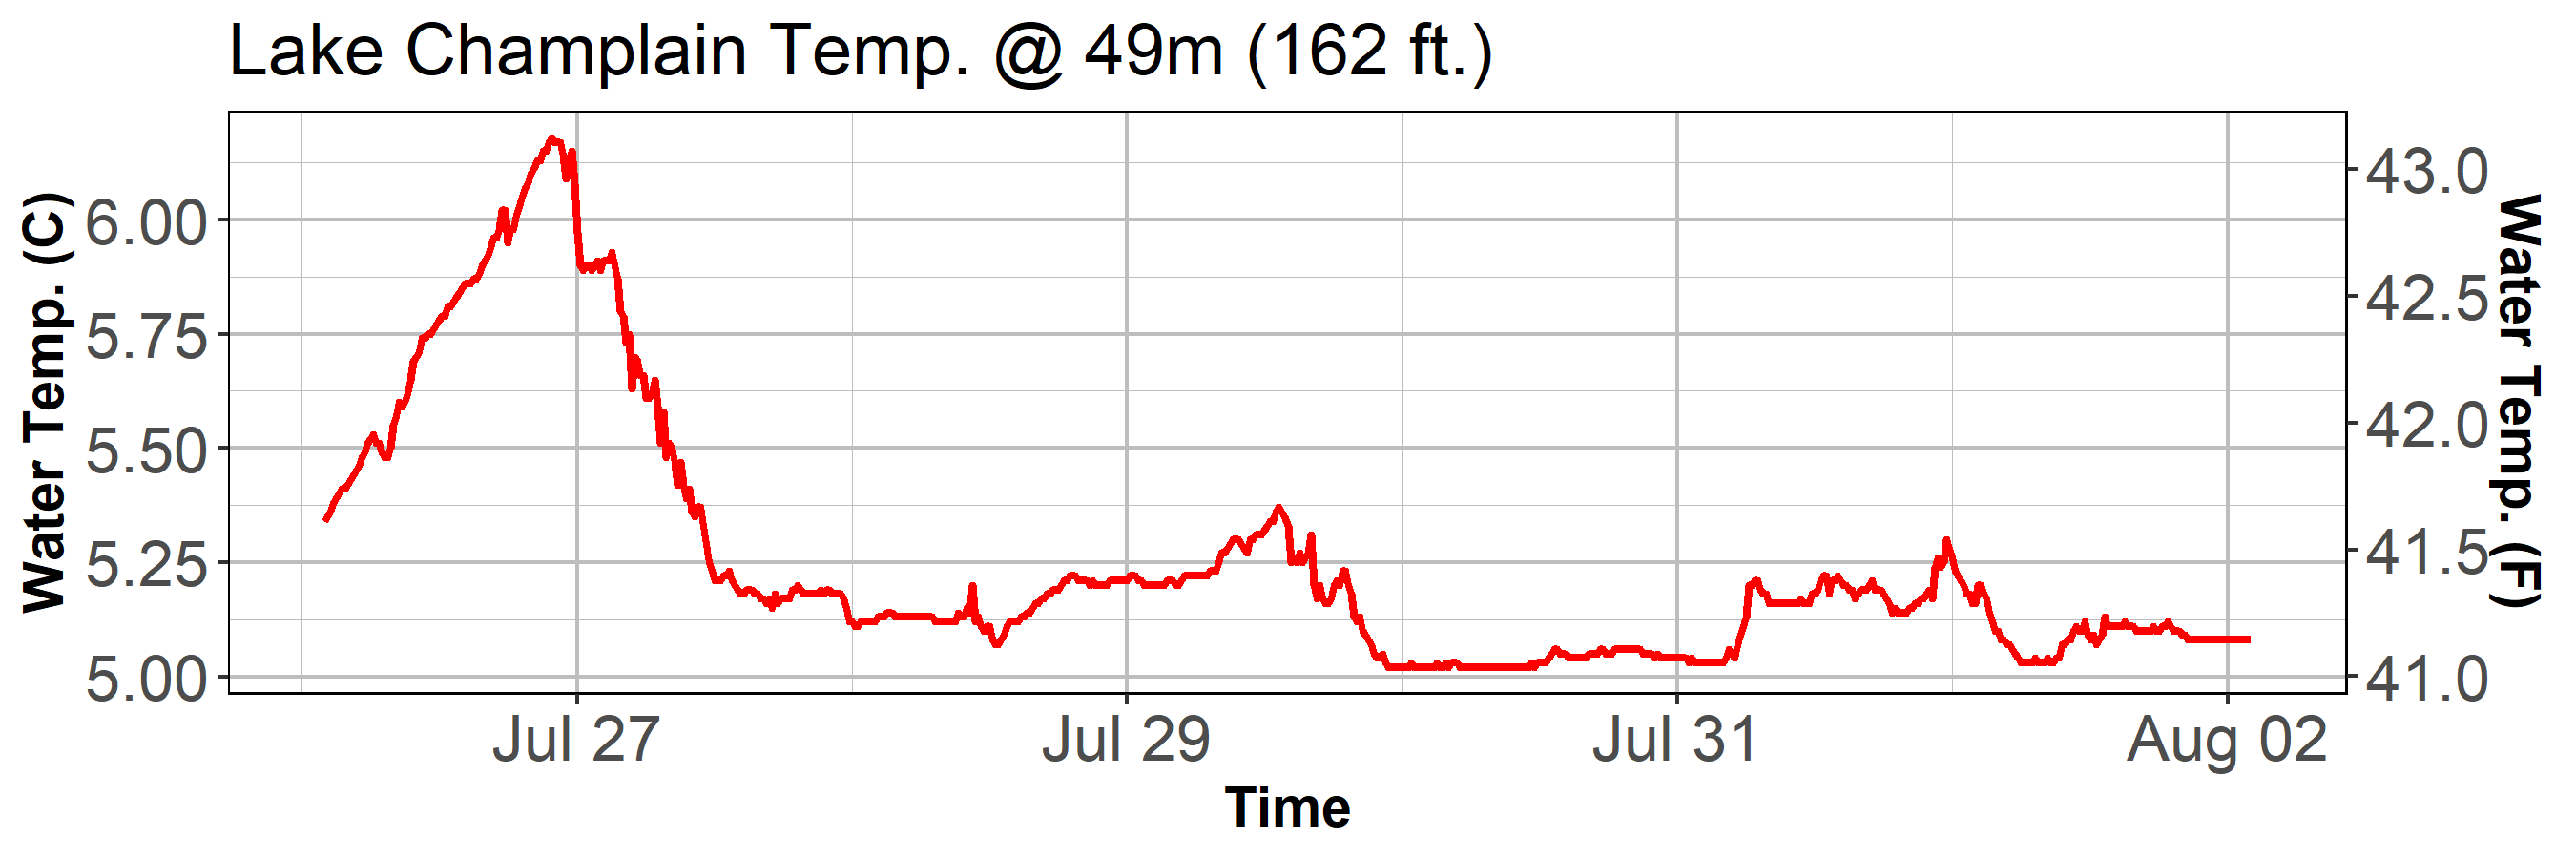 Lake Champlain Temp. @ 49m (162 ft.)
Water Temp. (C)
6.00
5.75
5.50
5.25
5.00
43.0
42.5
42.0
41.5
41.0
Water Temp. (F)
Jul 27
Jul 29
Jul 31
Aug 02
Time